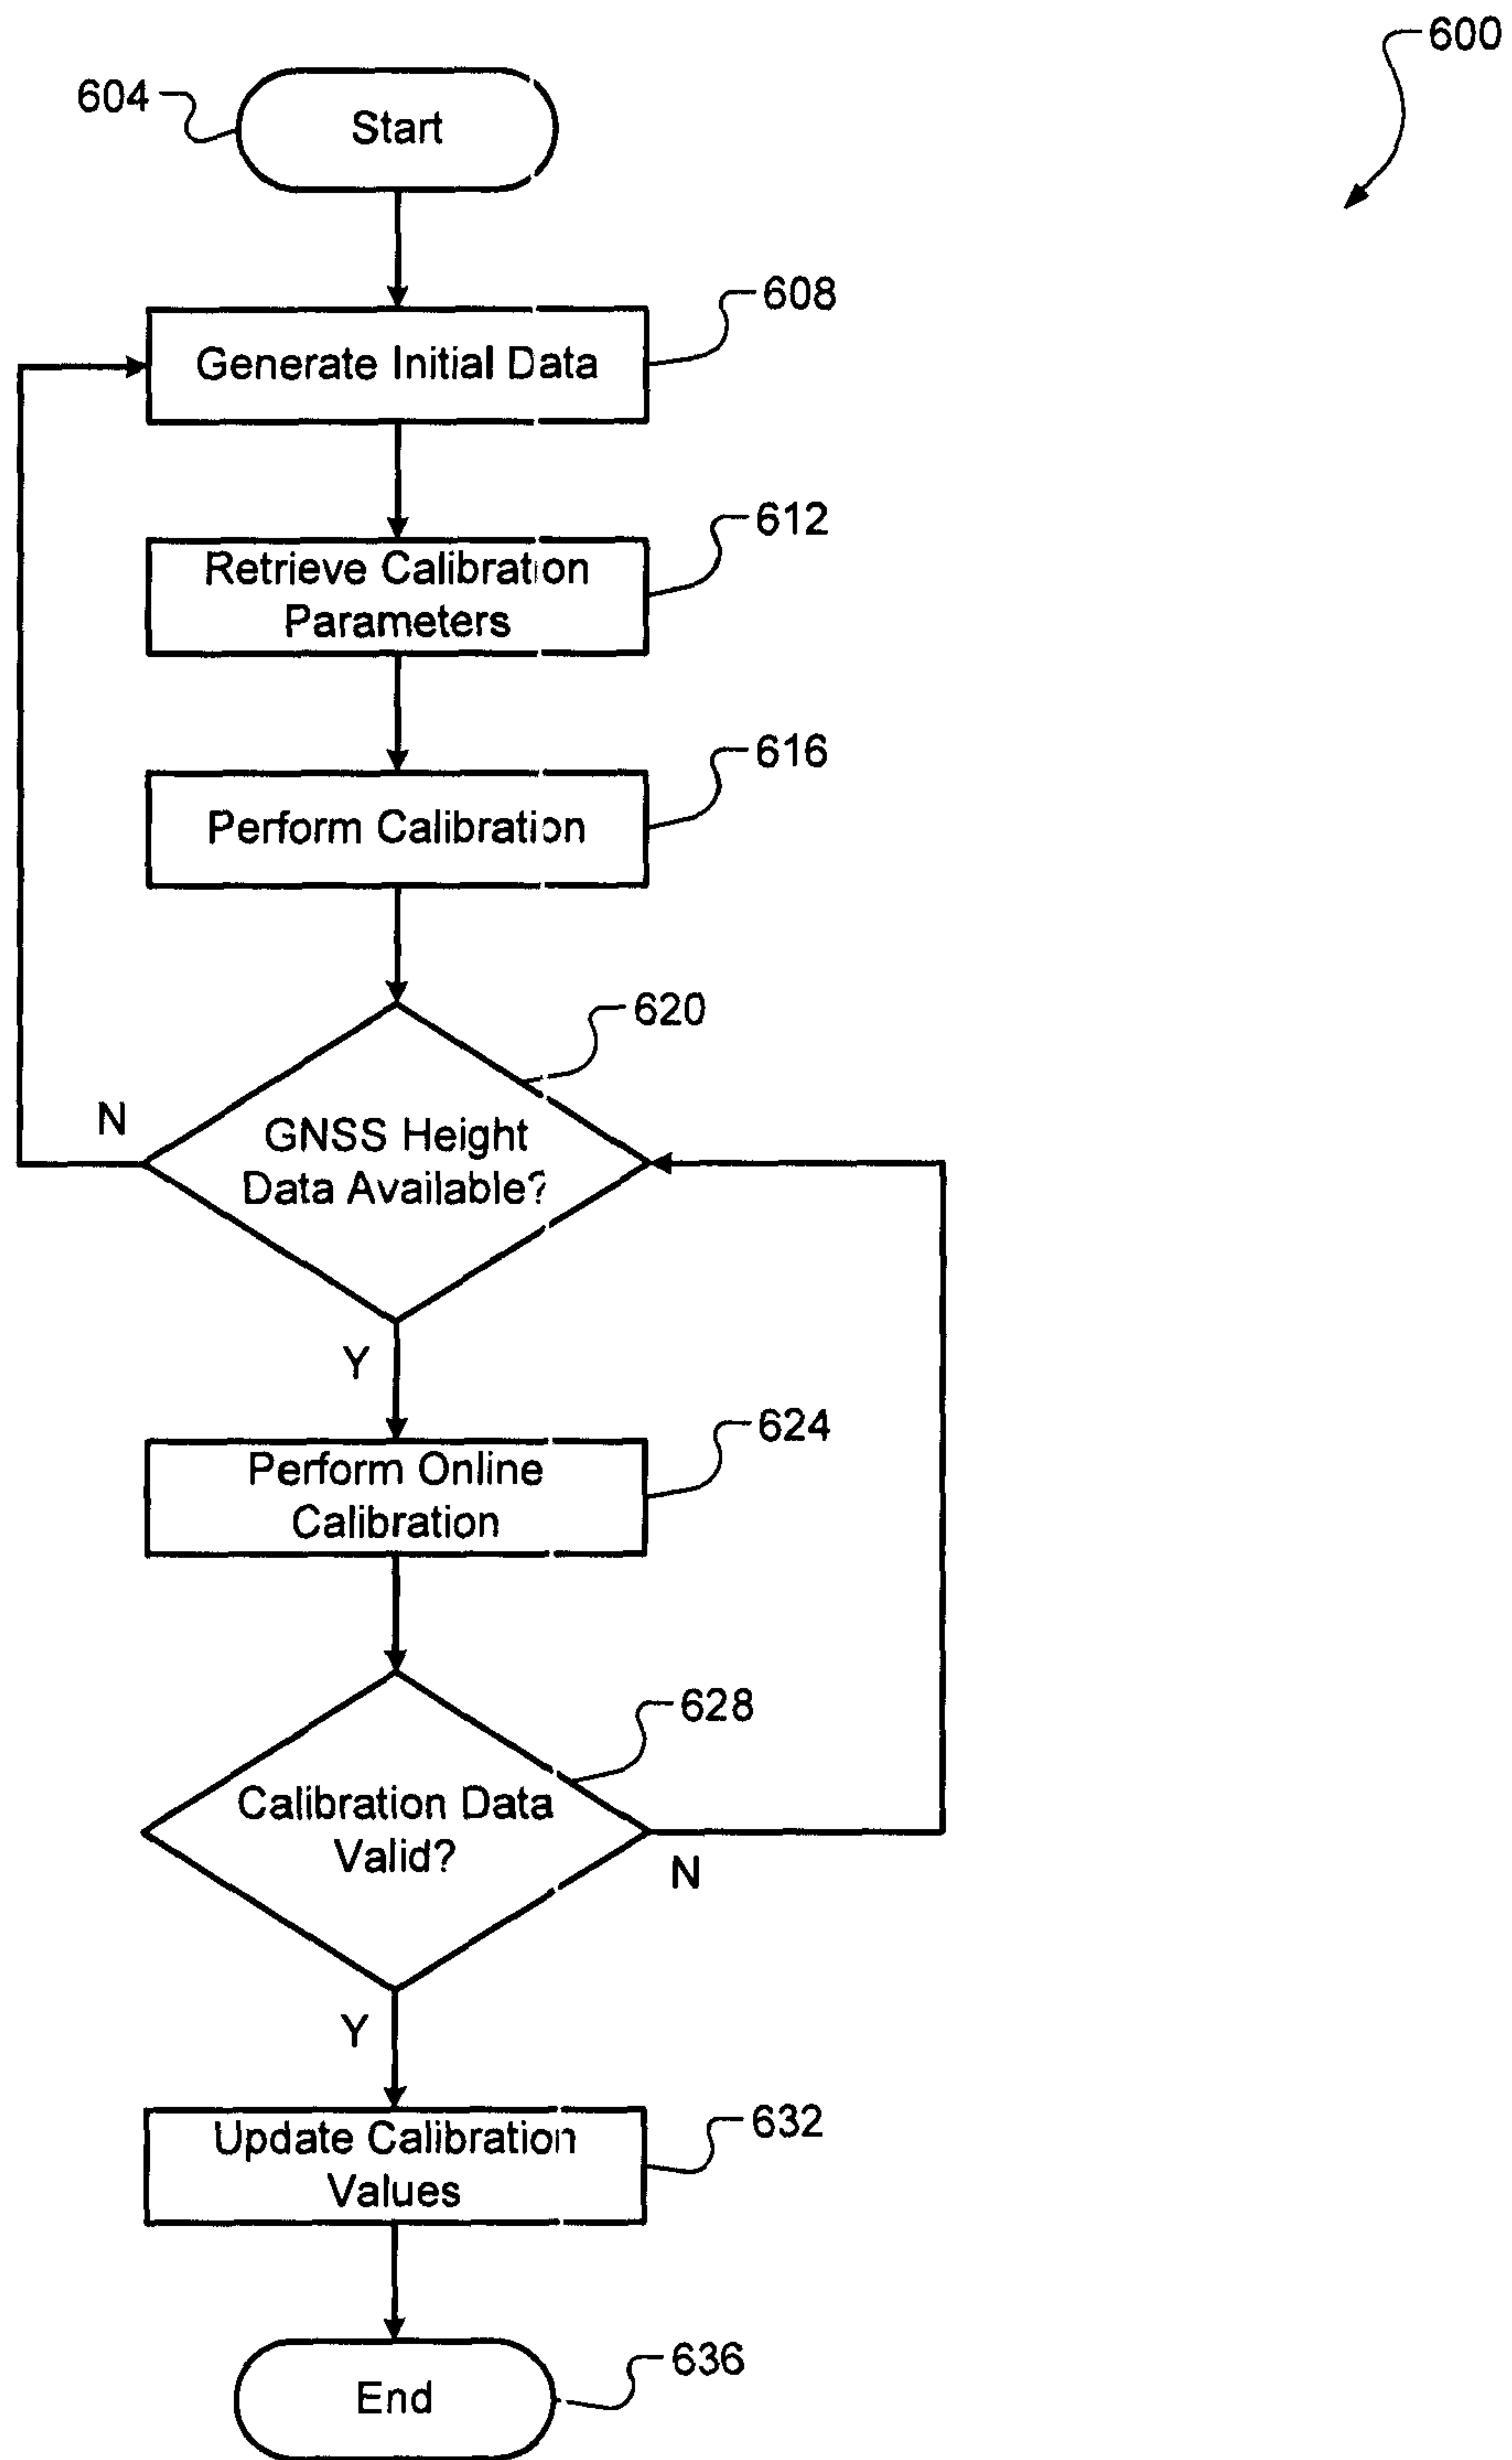 600
604
Start
608
Generate Initial Data
612
Retrieve Calibration
Parameters
616
Perform Calibration
620
N
GNSS Height
Data Available?
Y
624
Perform Online
Calibration
628
Calibration Data
Valid?
N
Y
632
Update Calibration
Values
636
End